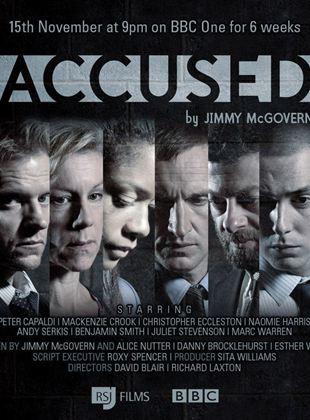 15th November at 9pm on BBC One for 6 weeks
ACCUSED
by JIMMY McGOVERN
STARRING
PETER CAPALDI | MACKENZIE CROOK | CHRISTOPHER ECCLESTON | NAOMIE HARRIS
ANDY SERKIS | BENJAMIN SMITH | JULIET STEVENSON | MARC WARREN
EN BY JIMMY McGOVERN and ALICE NUTTER | DANNY BROCKLEHURST | ESTHER W
SCRIPT EXECUTIVE ROXY SPENCER | PRODUCER SITA WILLIAMS
DIRECTORS DAVID BLAIR | RICHARD LAXTON
RSJ FILMS BBC